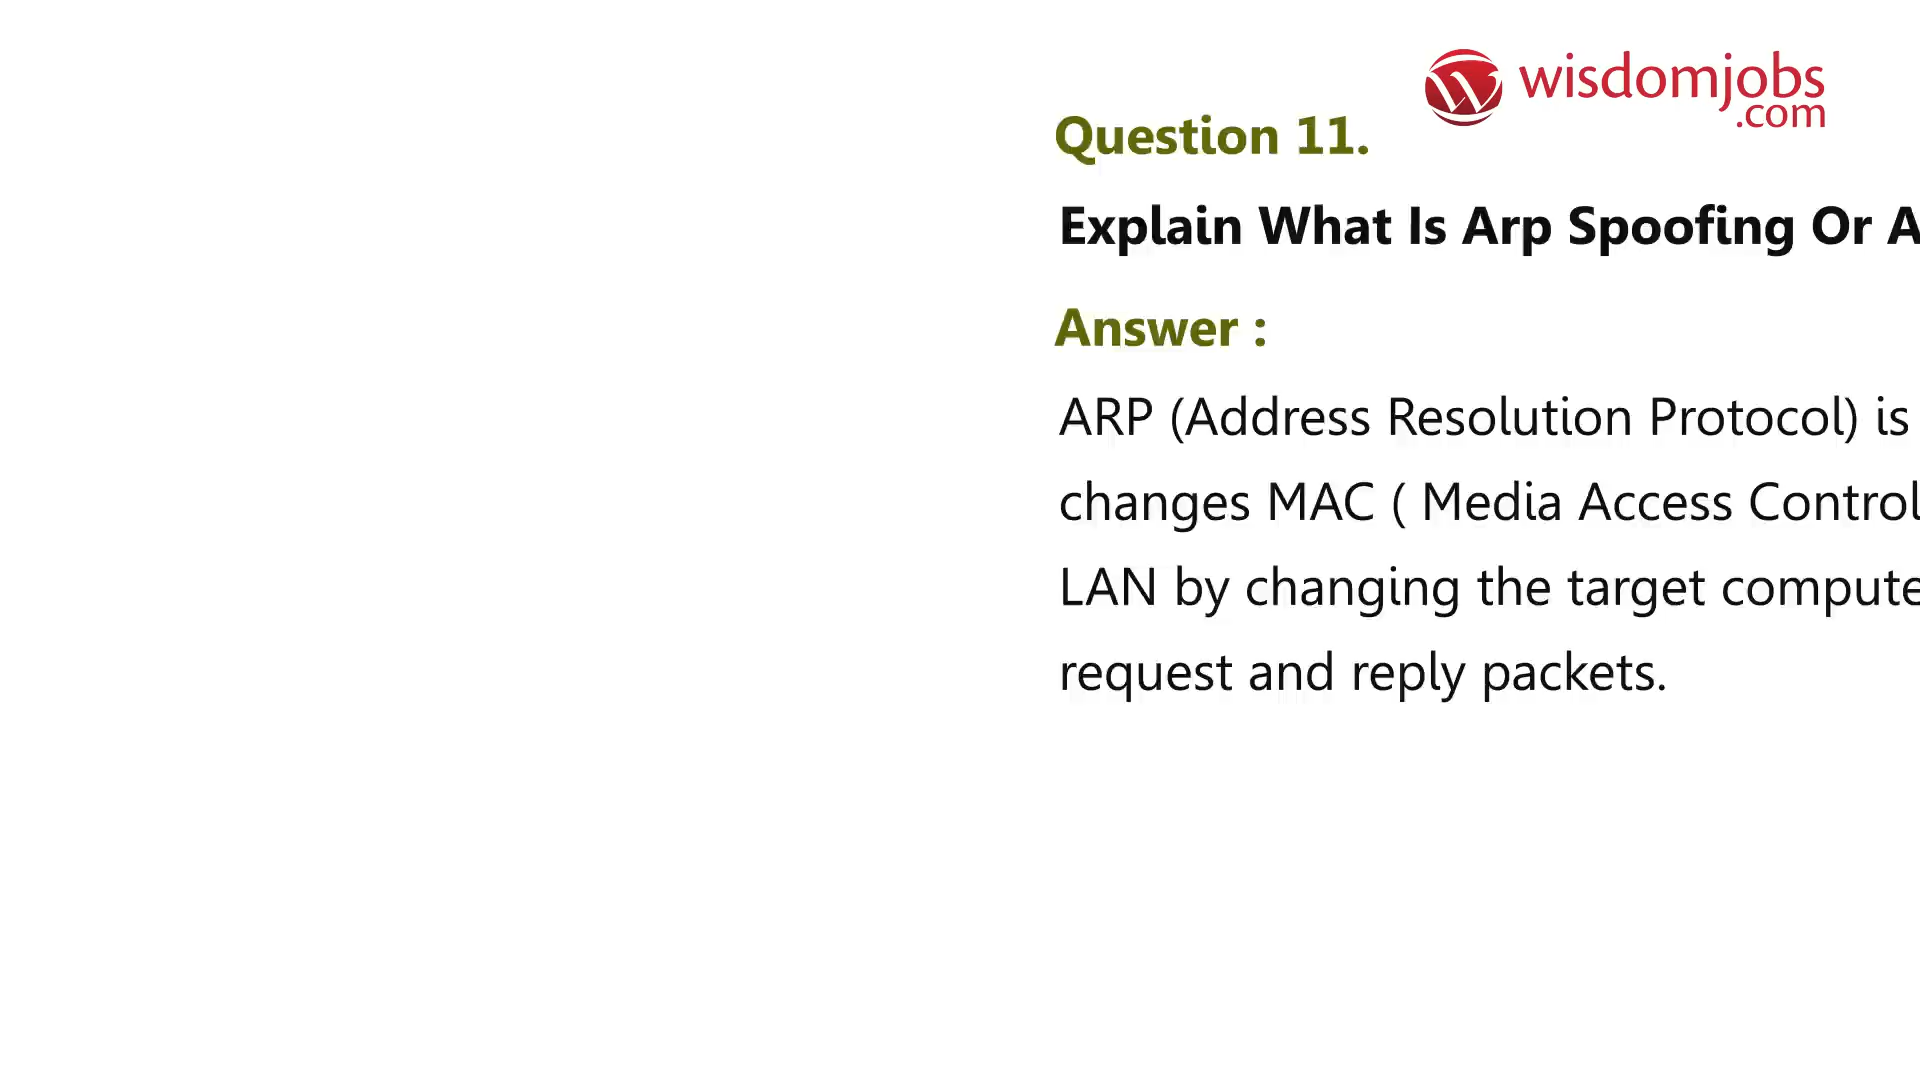 wisdomjobs
.com
Question 11.
Explain What Is Arp Spoofing Or A
Answer :
ARP (Address Resolution Protocol) is
changes MAC ( Media Access Control
LAN by changing the target compute
request and reply packets.